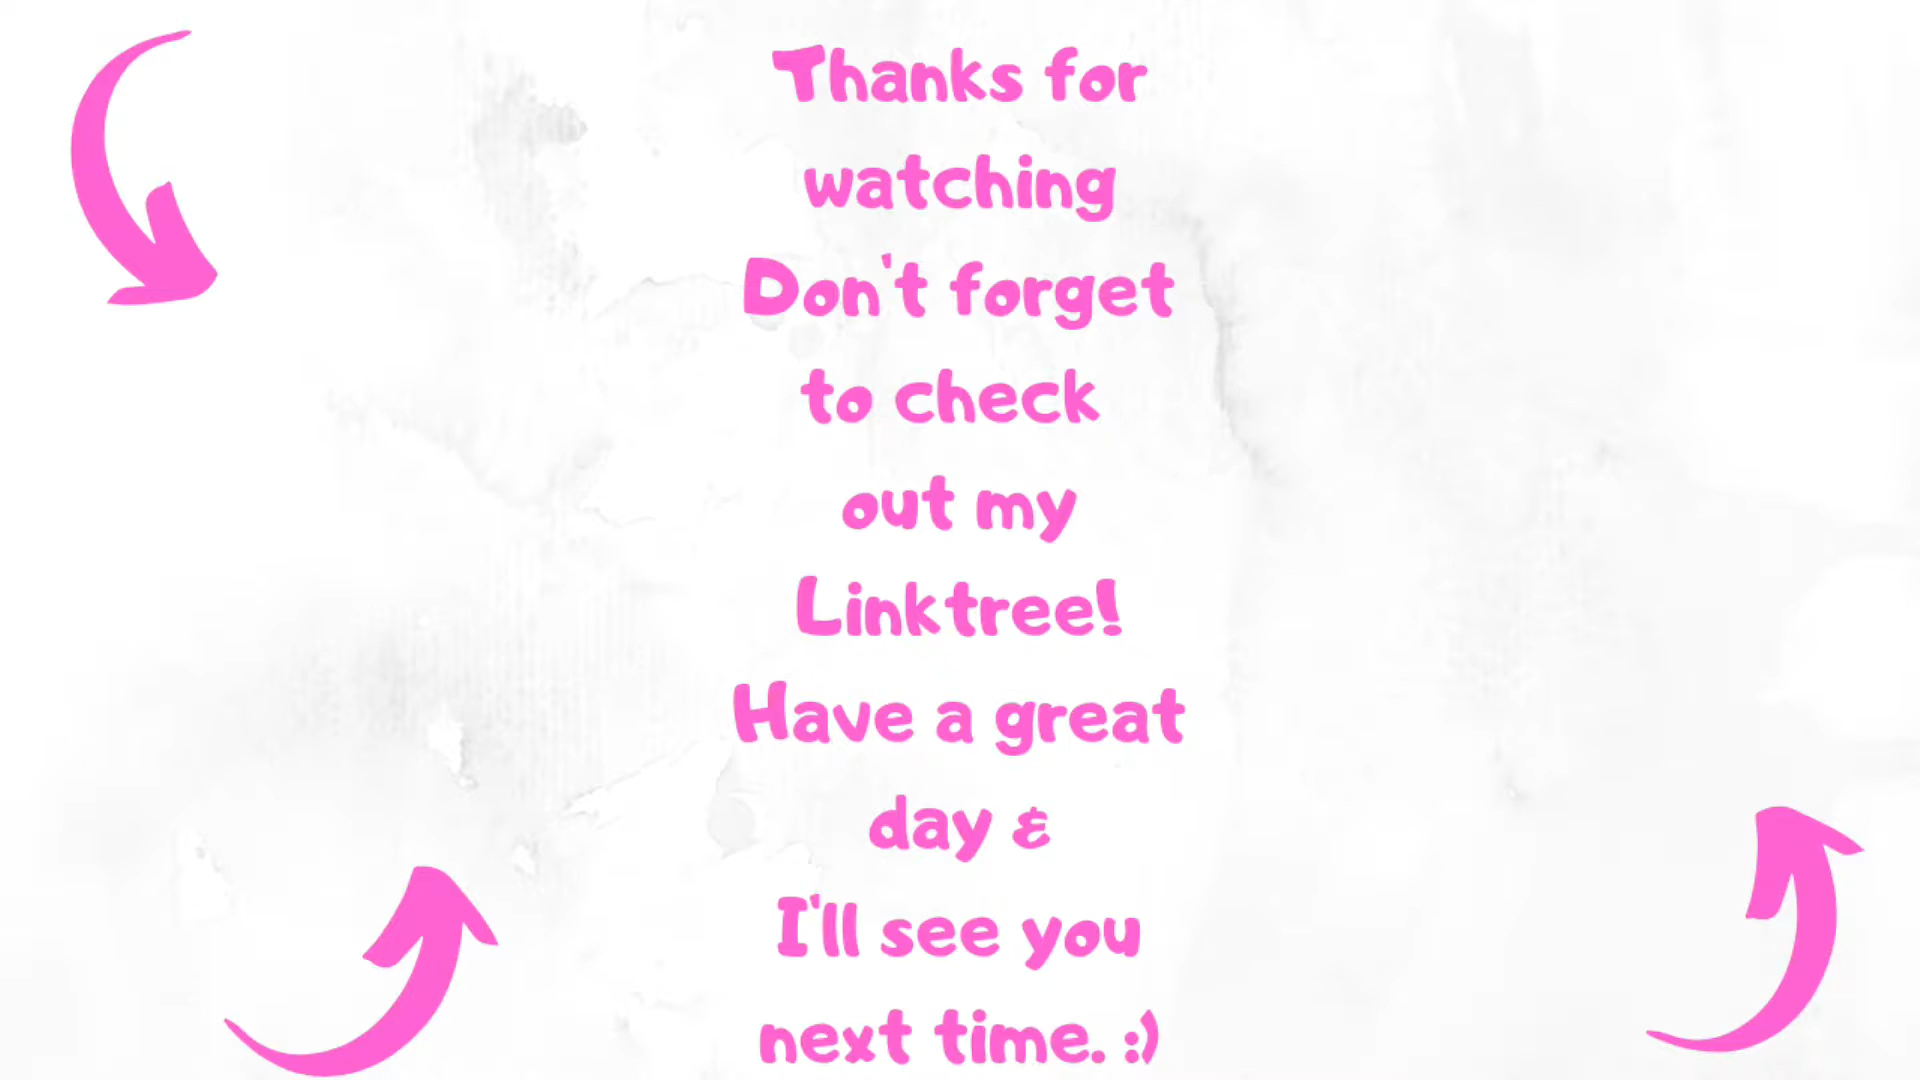 Thanks for
watching
Don't forget
to check
out my
Linktree!
Have a great
day &
I'll see you
next time. :)